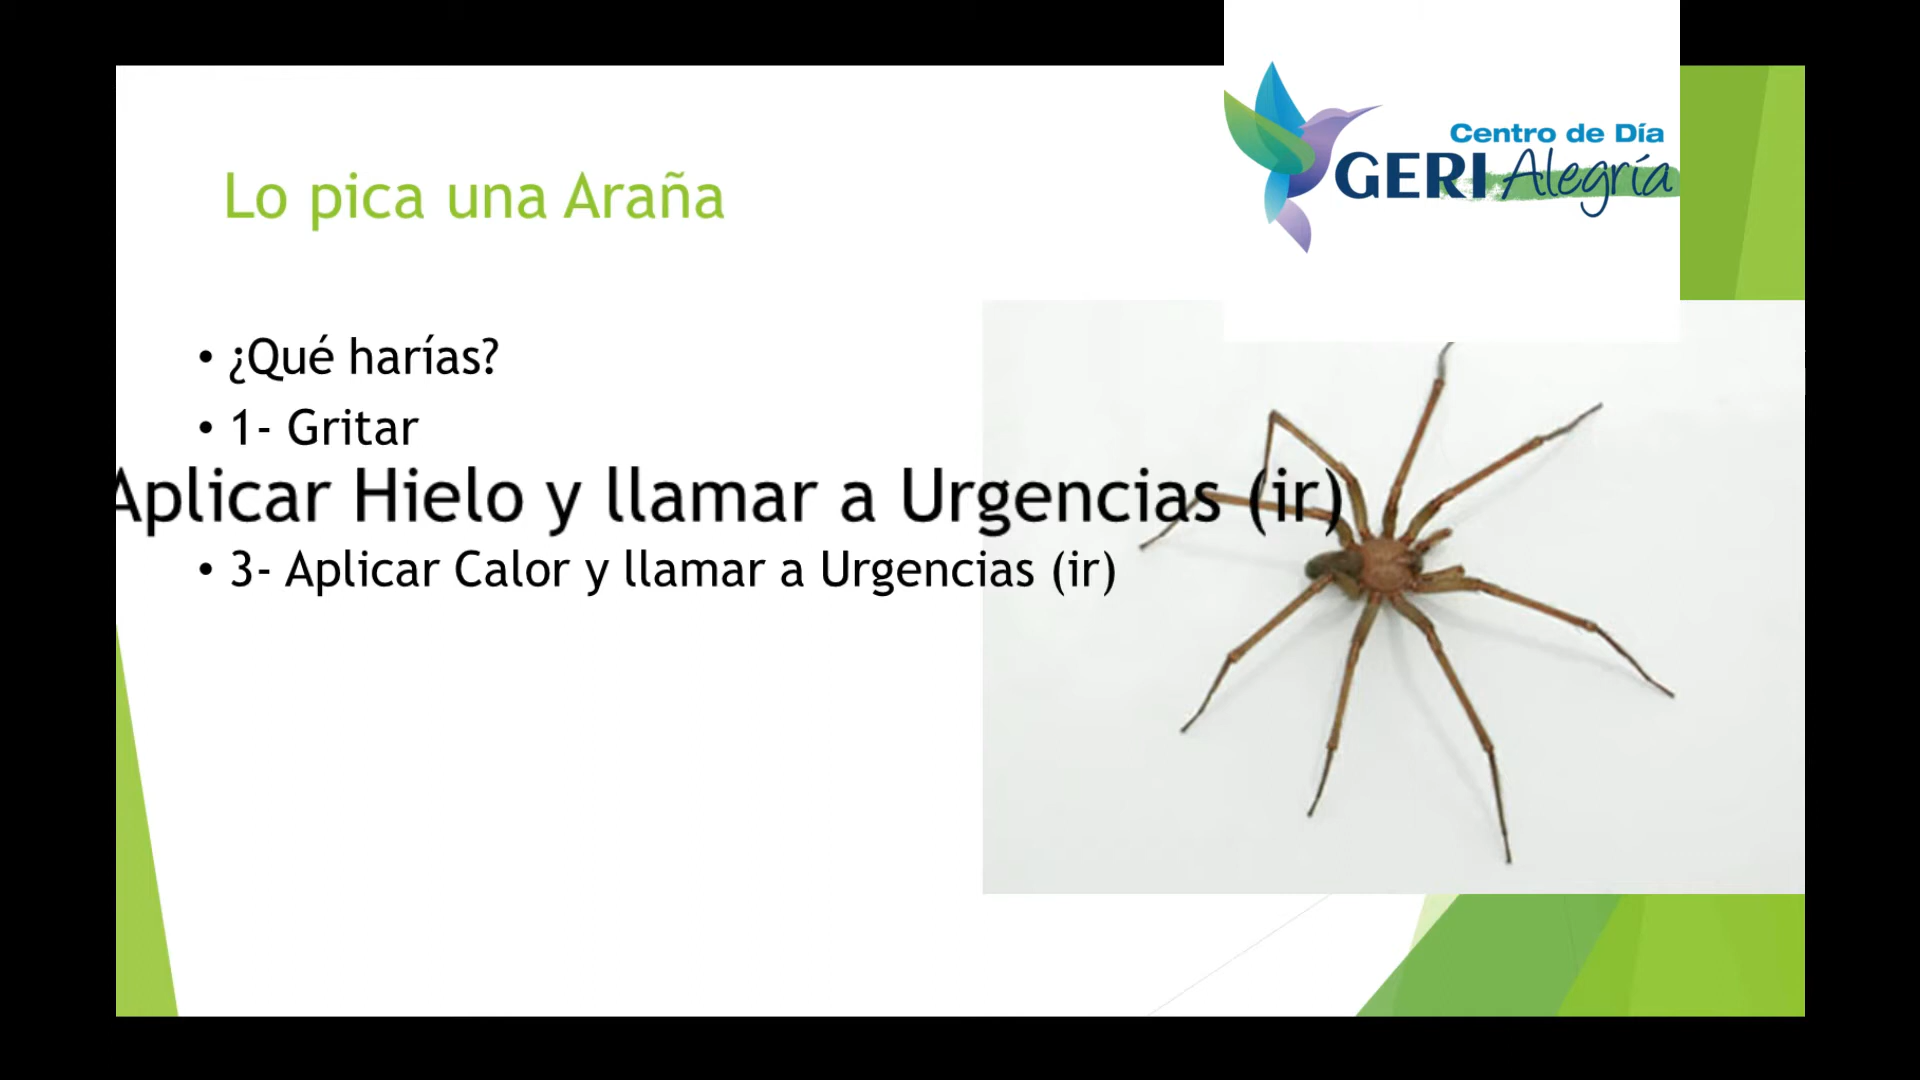 Centro de Día
GERI Alegría
Lo pica una Araña
• ¿Qué harías?
• 1- Gritar
Aplicar Hielo y llamar a Urgencias (ir)
• 3- Aplicar Calor y llamar a Urgencias (ir)